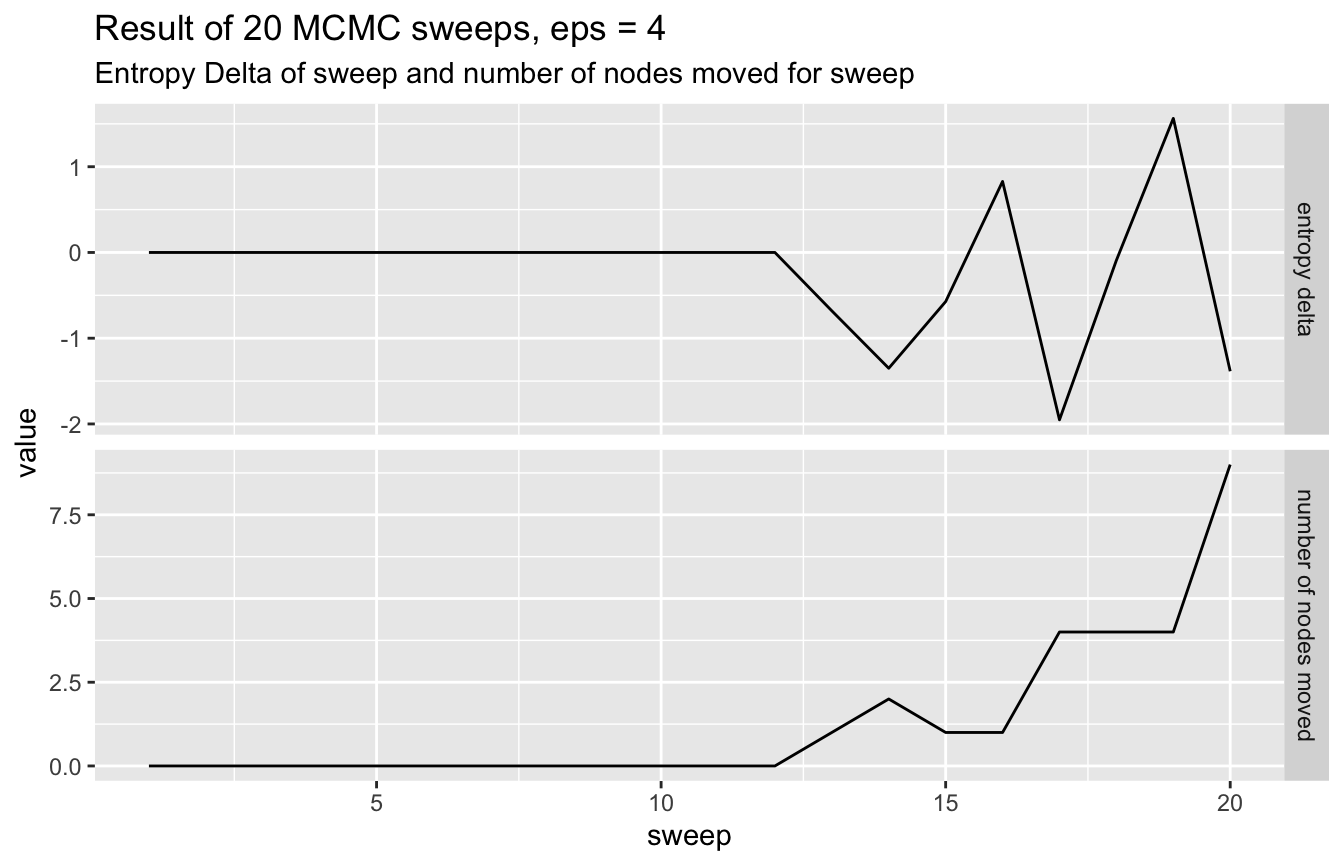 Result of 20 MCMC sweeps, eps = 4
Entropy Delta of sweep and number of nodes moved for sweep
1
0
-1
-2
entropy delta
value
7.5
5.0
2.5
0.0
number of nodes moved
5
10
15
20
sweep